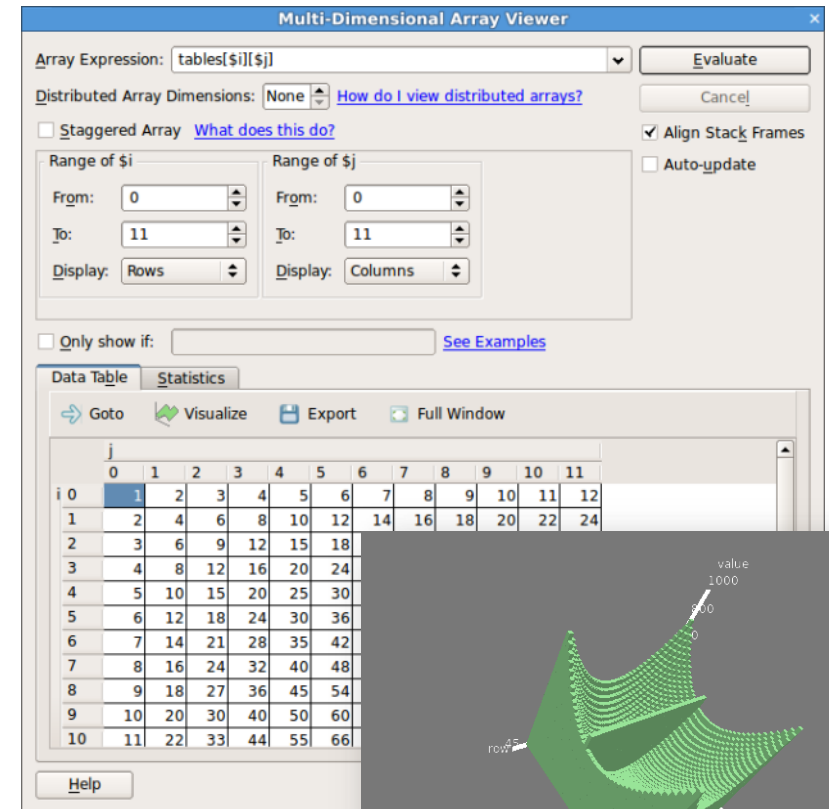 Multi-Dimensional Array Viewer
Array Expression: tables[$i][$j] Evaluate
Distributed Array Dimensions: None How do I view distributed arrays? Cancel
Staggered Array What does this do? Align Stack Frames
Range of $i Range of $j Auto-update
From: 0 From: 0
To: 11 To: 11
Display: Rows Display: Columns
Only show if: See Examples
Data Table Statistics
Goto Visualize Export Full Window
j
0 1 2 3 4 5 6 7 8 9 10 11
i 0 1 2 3 4 5 6 7 8 9 10 11 12
1 2 4 6 8 10 12 14 16 18 20 22 24
2 3 6 9 12 15 18
3 4 8 12 16 20 24
4 5 10 15 20 25 30
5 6 12 18 24 30 36
6 7 14 21 28 35 42
7 8 16 24 32 40 48
8 9 18 27 36 45 54
9 10 20 30 40 50 60
10 11 22 33 44 55 66
value
1000
800
0
row 45
Help